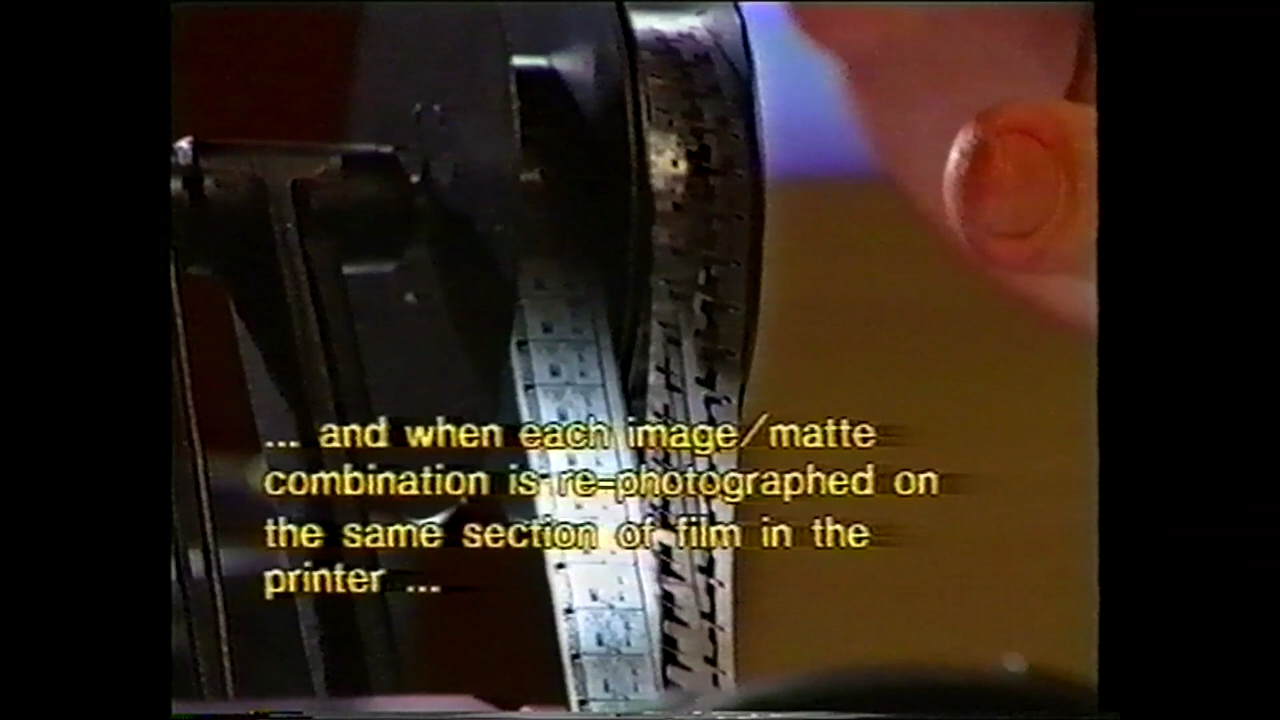 ... and when each image/matte
combination is re-photographed on
the same section of film in the
printer ...